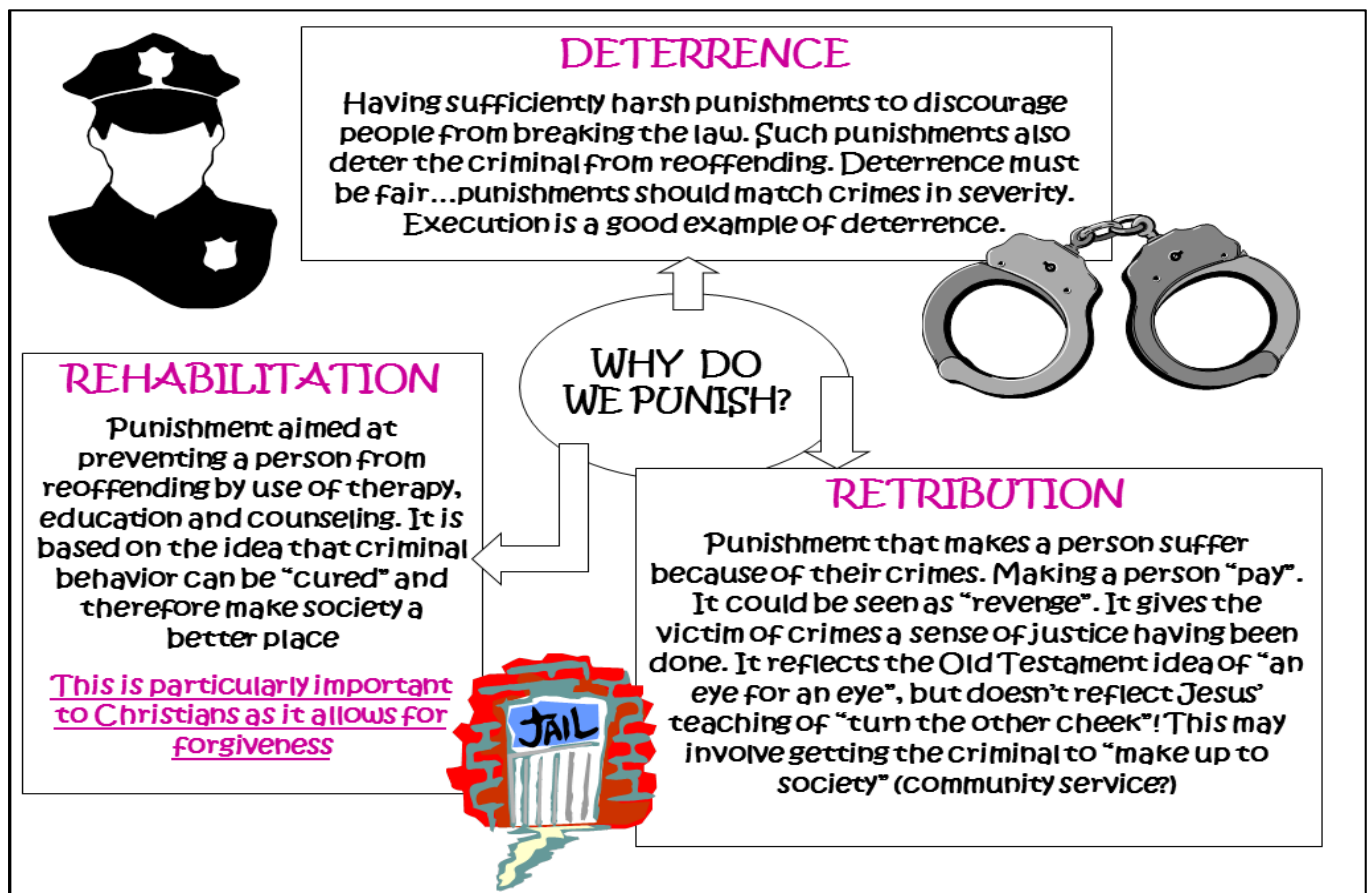 DETERRENCE
Having sufficiently harsh punishments to discourage
people from breaking the law. Such punishments also
deter the criminal from reoffending. Deterrence must
be fair...punishments should match crimes in severity.
Execution is a good example of deterrence.
WHY DO
WE PUNISH?
REHABILITATION
Punishment aimed at
preventing a person from
reoffending by use of therapy,
education and counseling. It is
based on the idea that criminal
behavior can be “cured” and
therefore make society a
better place
This is particularly important
to Christians as it allows for
forgiveness
RETRIBUTION
Punishment that makes a person suffer
because of their crimes. Making a person “pay”.
It could be seen as “revenge”. It gives the
victim of crimes a sense of justice having been
done. It reflects the Old Testament idea of “an
eye for an eye”, but doesn’t reflect Jesus’
teaching of “turn the other cheek”! This may
involve getting the criminal to “make up to
society” (community service?)
JAIL